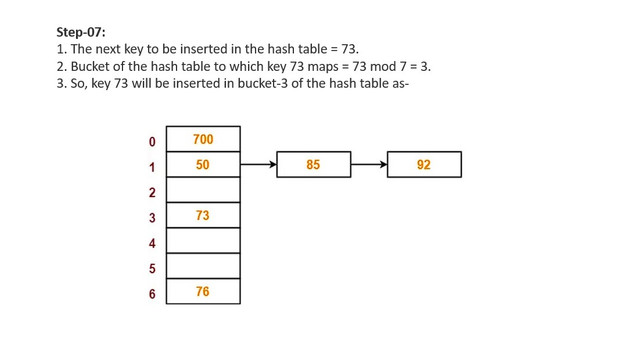 Step-07:
1. The next key to be inserted in the hash table = 73.
2. Bucket of the hash table to which key 73 maps = 73 mod 7 = 3.
3. So, key 73 will be inserted in bucket-3 of the hash table as-
0 700
1 50 85 92
2
3 73
4
5
6 76